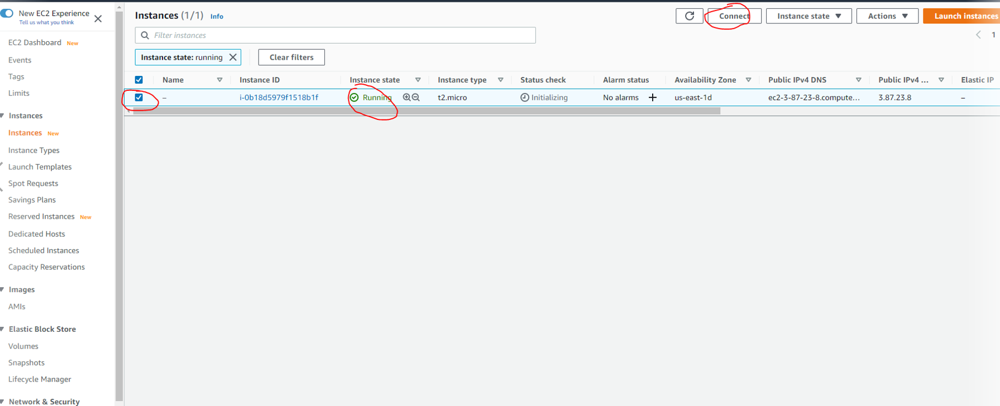 New EC2 Experience
Tell us what you think
EC2 Dashboard New
Events
Tags
Limits
Instances
Instances New
Instance Types
Launch Templates
Spot Requests
Savings Plans
Reserved Instances New
Dedicated Hosts
Scheduled Instances
Capacity Reservations
Images
AMIs
Elastic Block Store
Volumes
Snapshots
Lifecycle Manager
Network & Security
Instances (1/1) Info
Connect Instance state Actions Launch instances
Filter instances
1
Instance state: running Clear filters
Name Instance ID Instance state Instance type Status check Alarm status Availability Zone Public IPv4 DNS Public IPv4 ... Elastic IP
– i-0b18d5979f1518b1f Running t2.micro Initializing No alarms + us-east-1d ec2-3-87-23-8.compute... 3.87.23.8 –